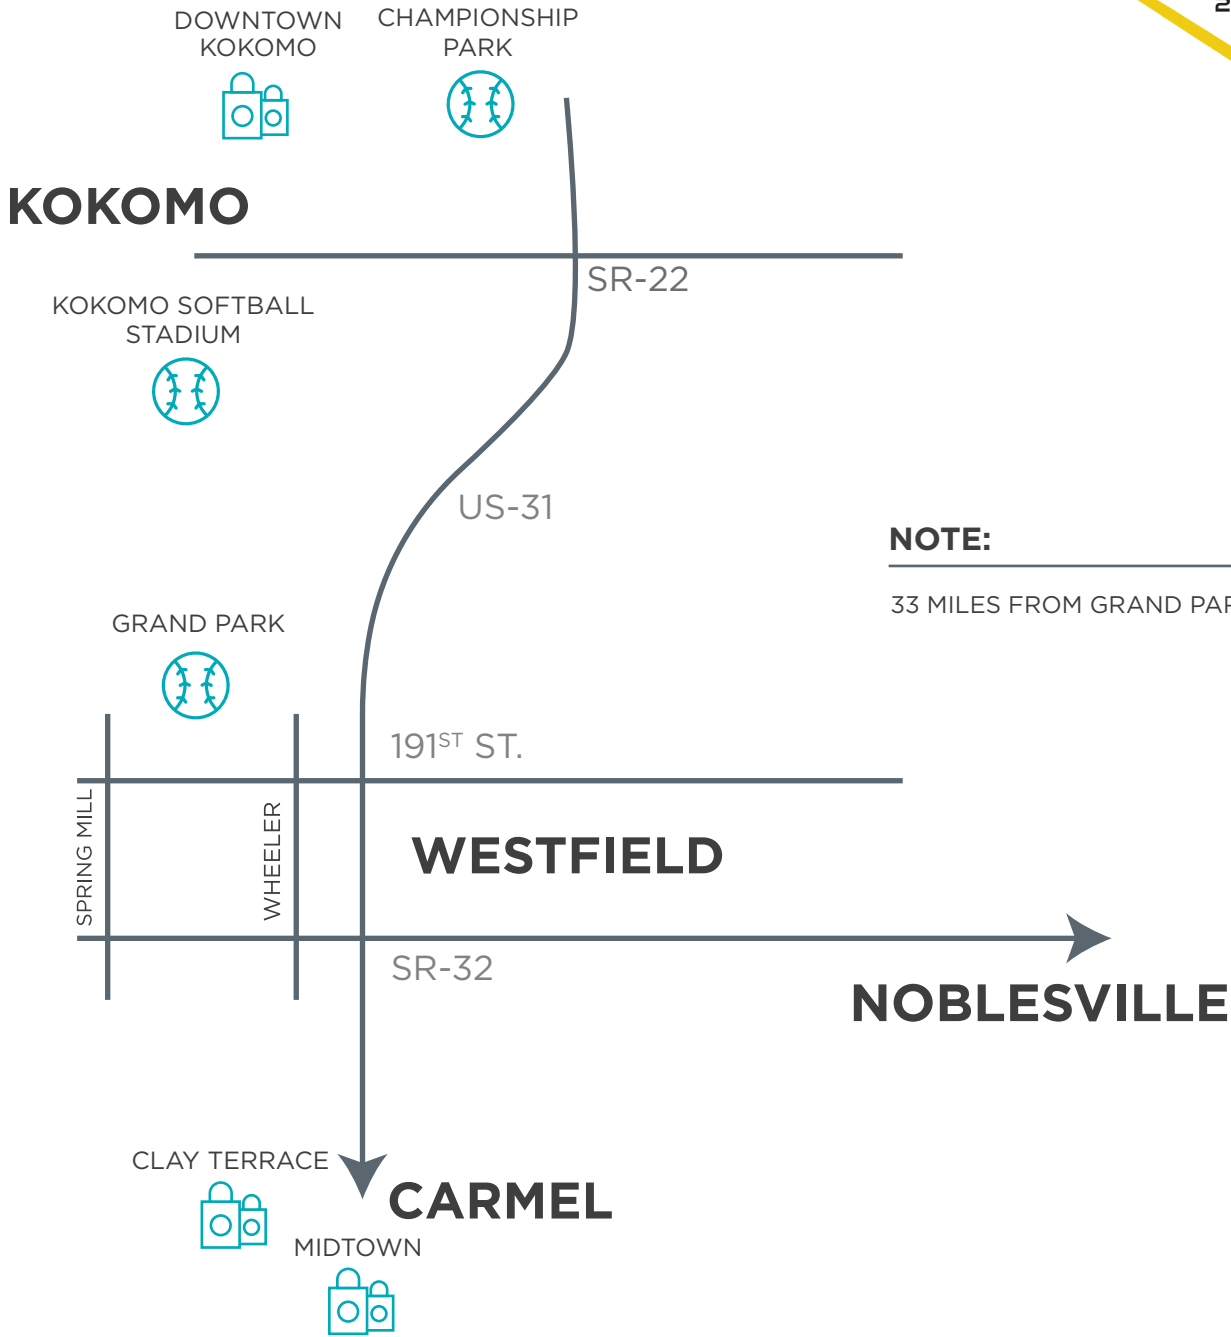 DOWNTOWN
KOKOMO
CHAMPIONSHIP
PARK
KOKOMO
SR-22
KOKOMO SOFTBALL
STADIUM
US-31
NOTE:
33 MILES FROM GRAND
GRAND PARK
191ST ST.
SPRING MILL
WHEELER
WESTFIELD
SR-32
NOBLESVILLE
CLAY TERRACE
CARMEL
MIDTOWN